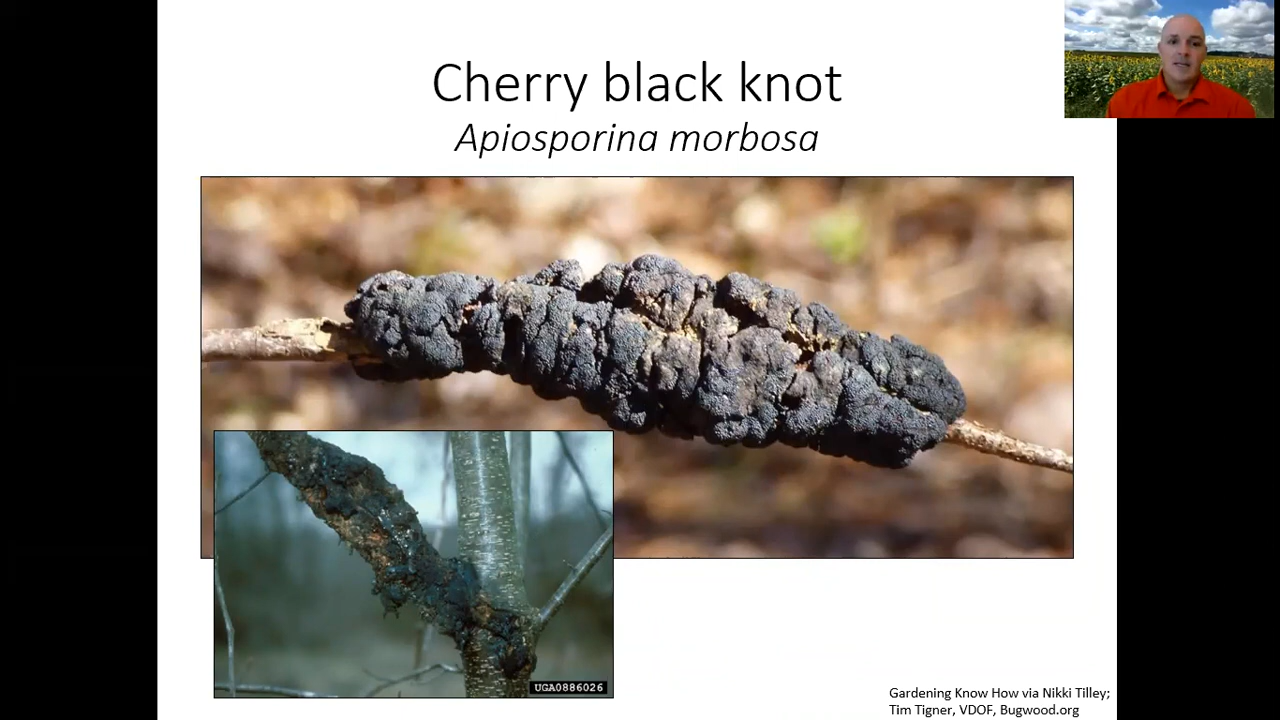 Cherry black knot
Apiosporina morbosa
UGA0886026
Gardening Know How via Nikki Tilley;
Tim Tigner, VDOF, Bugwood.org